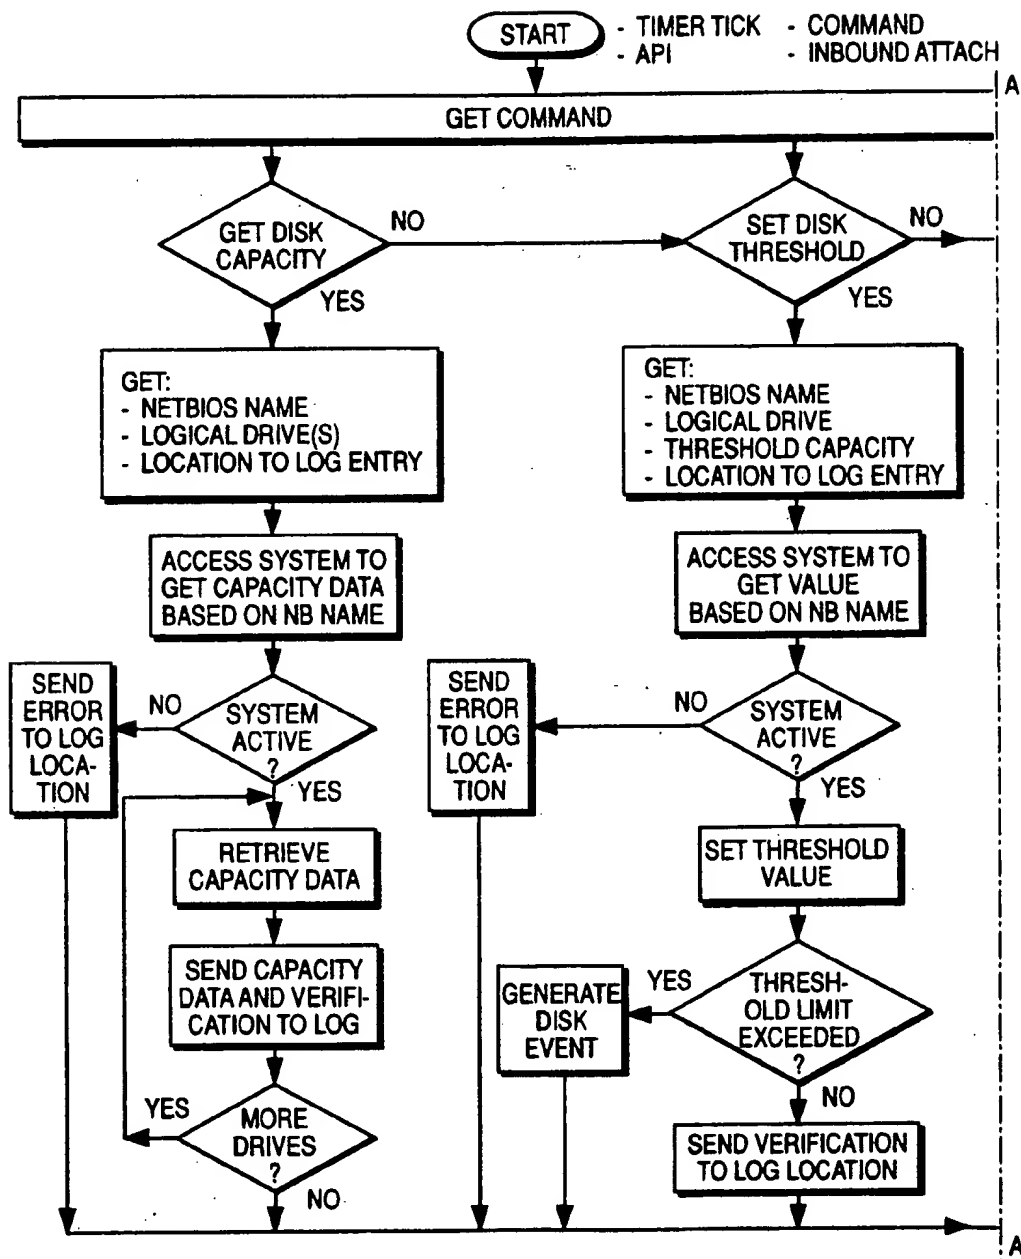 START
- TIMER TICK
- API
- COMMAND
- INBOUND ATTACH
A
GET COMMAND
GET DISK
CAPACITY
NO
YES
SET DISK
THRESHOLD
NO
YES
GET:
- NETBIOS NAME
- LOGICAL DRIVE(S)
- LOCATION TO LOG ENTRY
GET:
- NETBIOS NAME
- LOGICAL DRIVE
- THRESHOLD CAPACITY
- LOCATION TO LOG ENTRY
ACCESS SYSTEM TO
GET CAPACITY DATA
BASED ON NB NAME
ACCESS SYSTEM TO
GET VALUE
BASED ON NB NAME
SEND
ERROR
TO LOG
LOCA-
TION
NO
SYSTEM
ACTIVE
?
YES
SEND
ERROR
TO LOG
LOCA-
TION
NO
SYSTEM
ACTIVE
?
YES
RETRIEVE
CAPACITY DATA
SET THRESHOLD
VALUE
SEND CAPACITY
DATA AND VERIFI-
CATION TO LOG
GENERATE
DISK
EVENT
YES
THRESH-
OLD LIMIT
EXCEEDED
?
NO
YES
MORE
DRIVES
?
NO
SEND VERIFICATION
TO LOG LOCATION
A